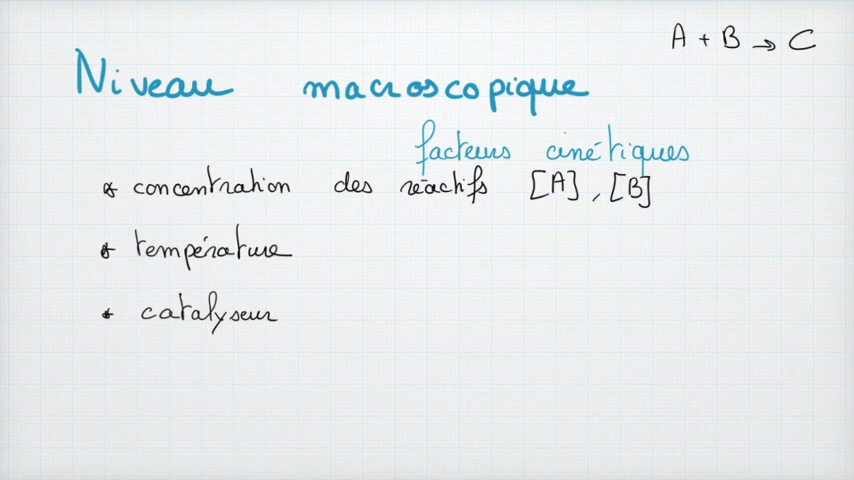 A + B → C
Niveau macroscopique
facteurs cinétiques
* concentration des réactifs [A], [B]
* température
* catalyseur